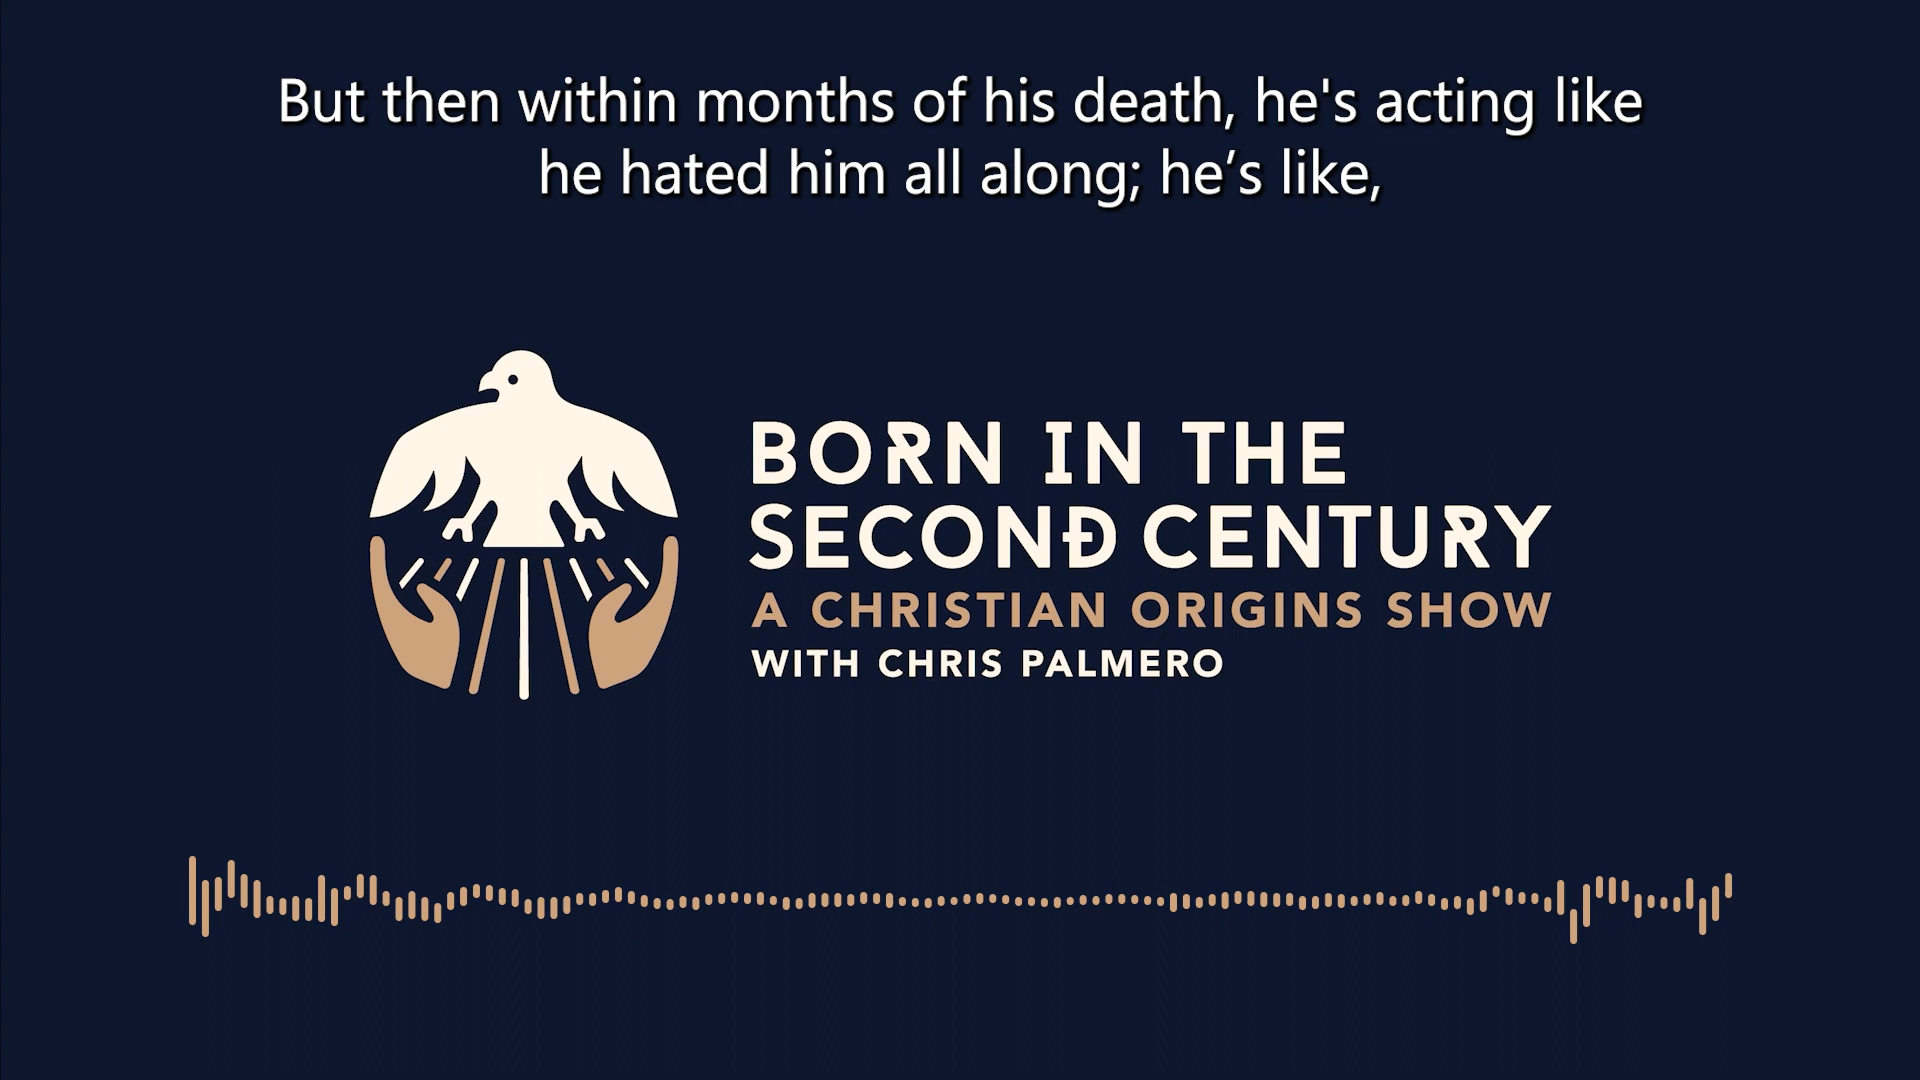 But then within months of his death, he's acting like
he hated him all along; he’s like,
BORN IN THE
SECOND CENTURY
A CHRISTIAN ORIGINS SHOW
WITH CHRIS PALMERO